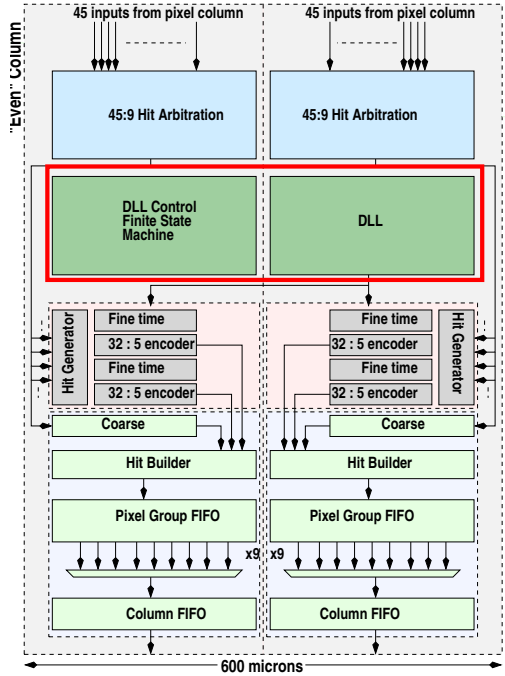 45 inputs from pixel column 45 inputs from pixel column
"Even" Column
45:9 Hit Arbitration 45:9 Hit Arbitration
DLL Control
Finite State
Machine
DLL
Hit Generator
Fine time
32 : 5 encoder
Fine time
32 : 5 encoder
Fine time
32 : 5 encoder
Fine time
32 : 5 encoder
Hit Generator
Coarse Coarse
Hit Builder Hit Builder
Pixel Group FIFO Pixel Group FIFO
x9 x9
Column FIFO Column FIFO
600 microns